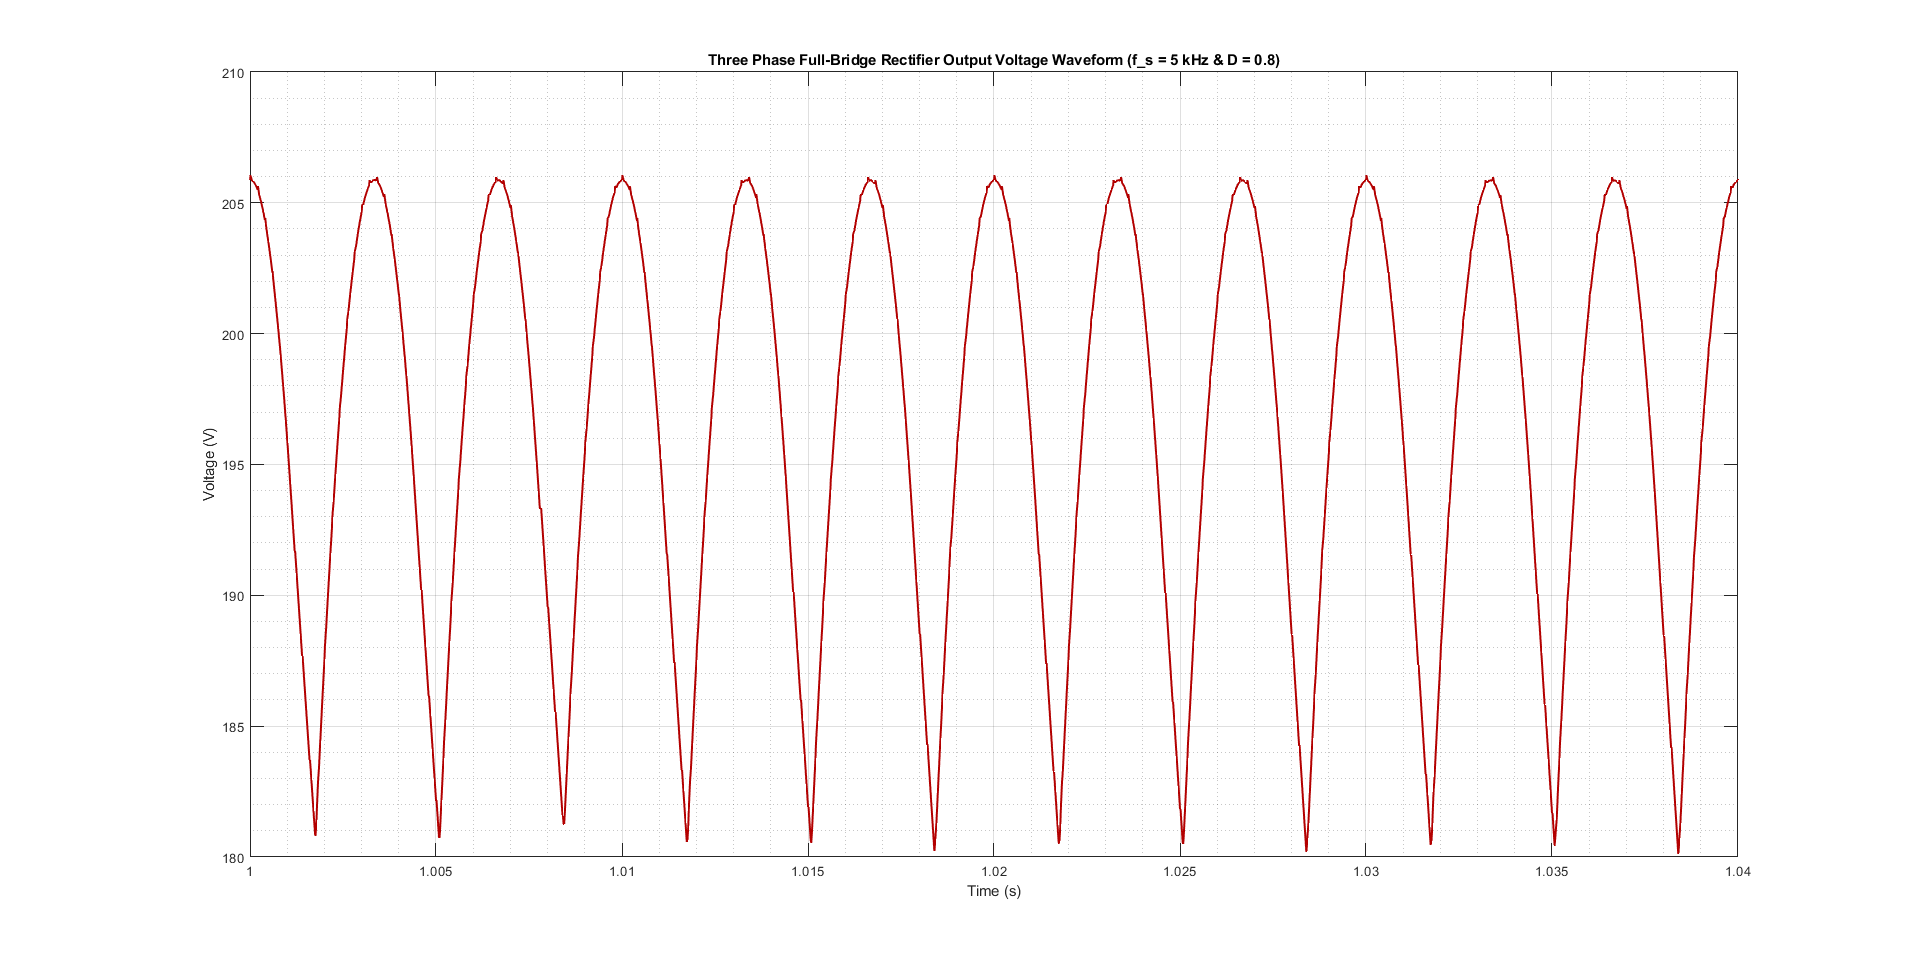 Three Phase Full-Bridge Rectifier Output Voltage Waveform (f_s = 5 kHz & D = 0.8)
210
205
200
195
190
185
180
Voltage (V)
1 1.005 1.01 1.015 1.02 1.025 1.03 1.035 1.04
Time (s)